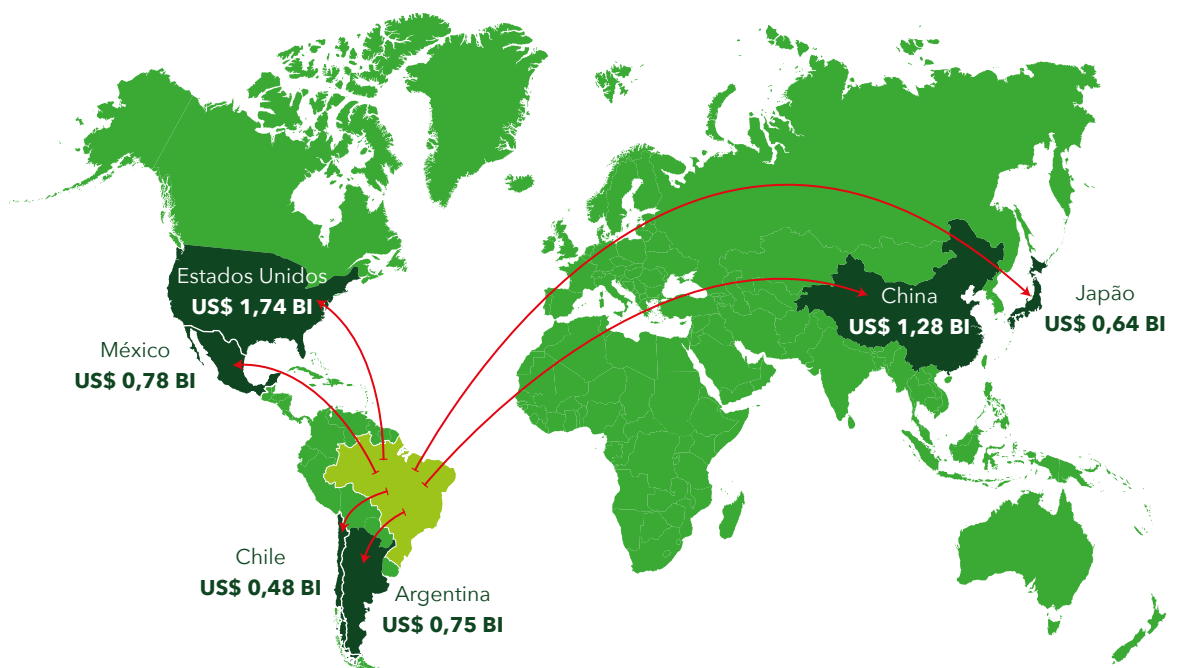 Estados Unidos
US$ 1,74 BI
China
US$ 1,28 BI
Japão
US$ 0,64 BI
México
US$ 0,78 BI
Chile
US$ 0,48 BI
Argentina
US$ 0,75 BI